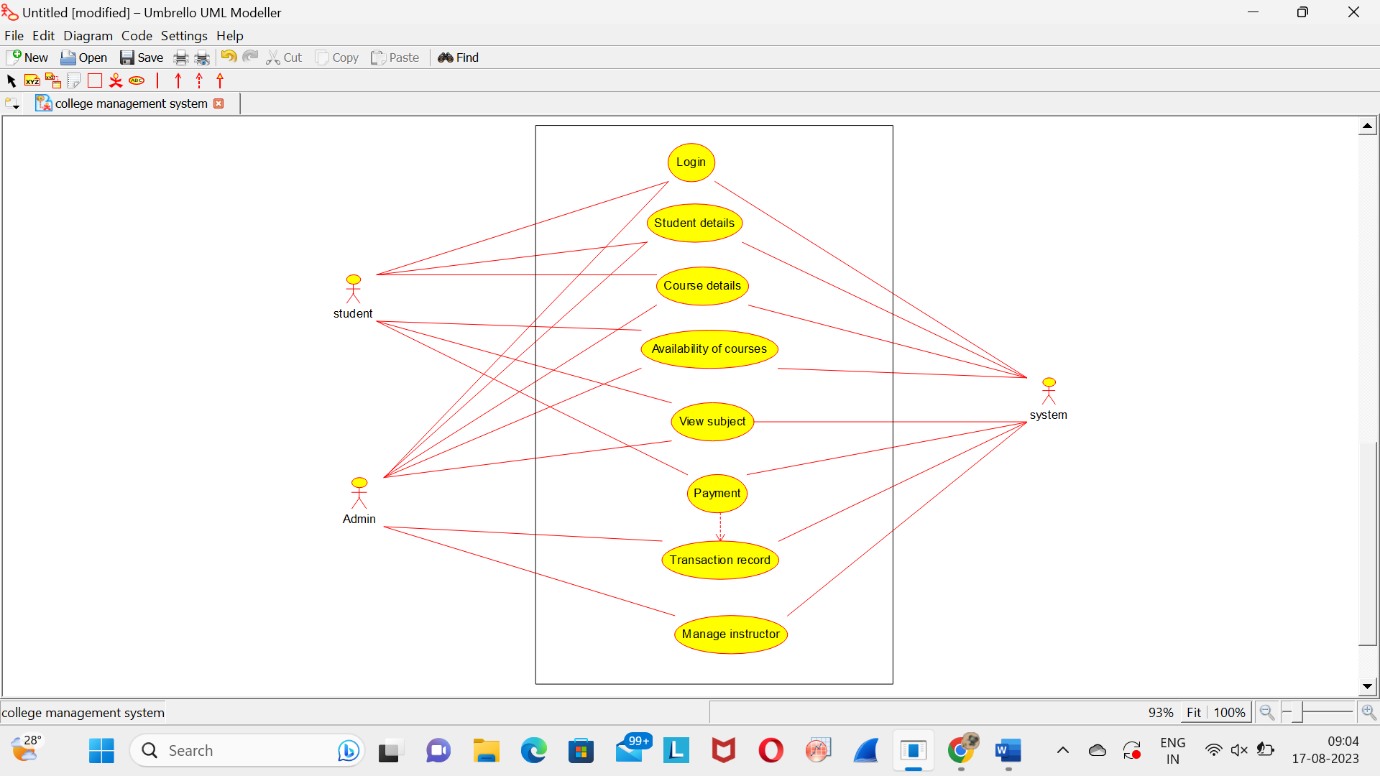 Untitled [modified] – Umbrello UML Modeller
File Edit Diagram Code Settings Help
New Open Save Cut Copy Paste Find
XYZ ABC
college management system
Login
Student details
Course details
student
Availability of courses
system
View subject
Payment
Admin
Transaction record
Manage instructor
college management system 93% Fit 100%
28° Search 99+ L W ENG 09:04
IN 17-08-2023